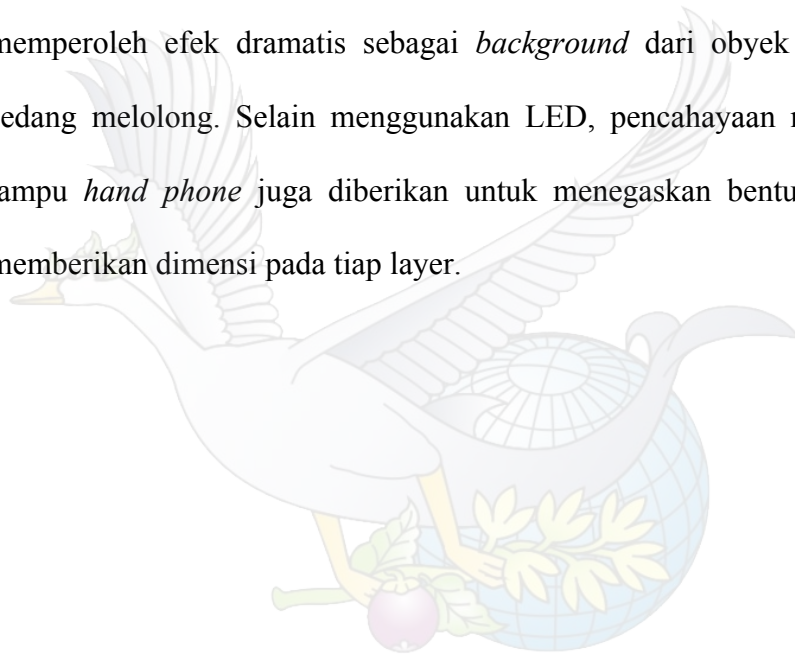 memperoleh efek dramatis sebagai background dari obyek
sedang melolong. Selain menggunakan LED, pencahayaan
lampu hand phone juga diberikan untuk menegaskan
memberikan dimensi pada tiap layer.